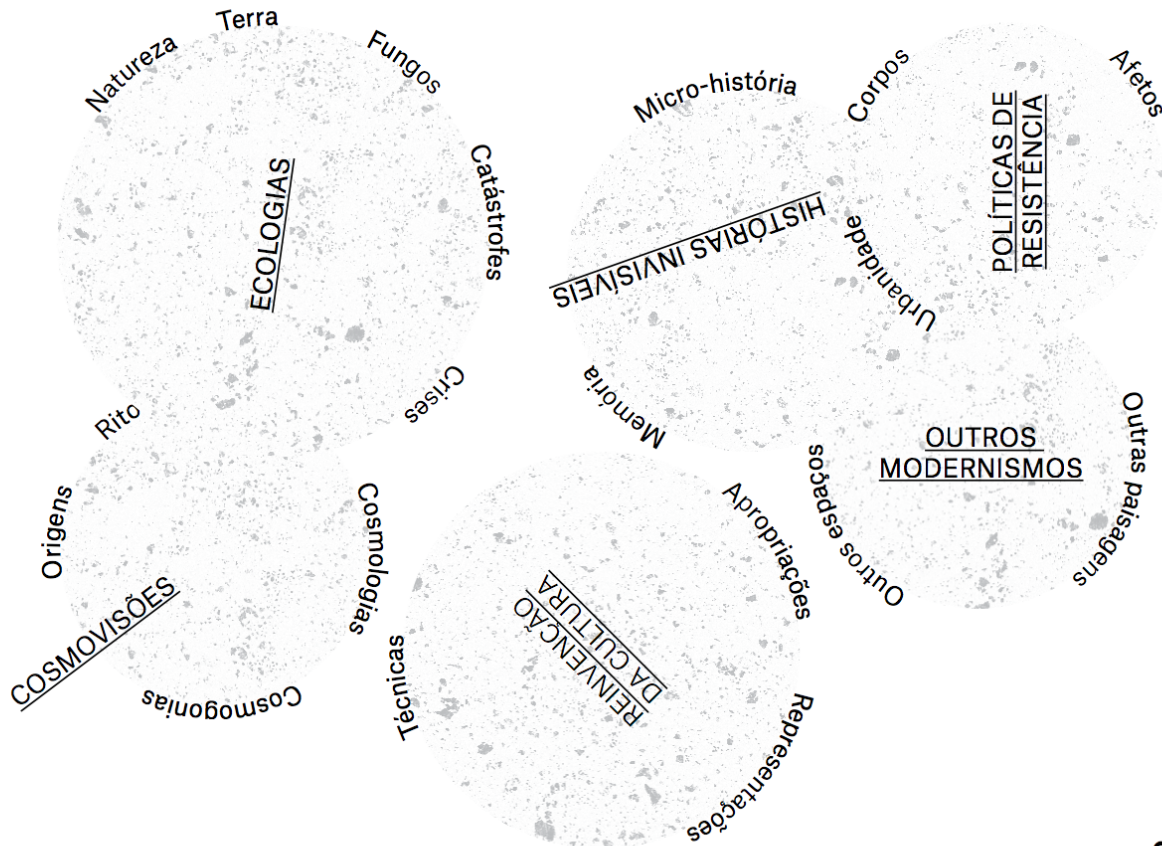 Natureza
Terra
Fungos
Catástrofes
Crises
ECOLOGIAS
Micro-história
HISTÓRIAS INVISÍVEIS
Urbanidade
Memória
Corpos
Afetos
POLÍTICAS DE
RESISTÊNCIA
OUTROS
MODERNISMOS
Outros espaços
Outras paisagens
Rito
Origens
Cosmologias
COSMOVISÕES
Cosmogonias
Apropriações
REINVENÇÃO
DA CULTURA
Técnicas
Representações